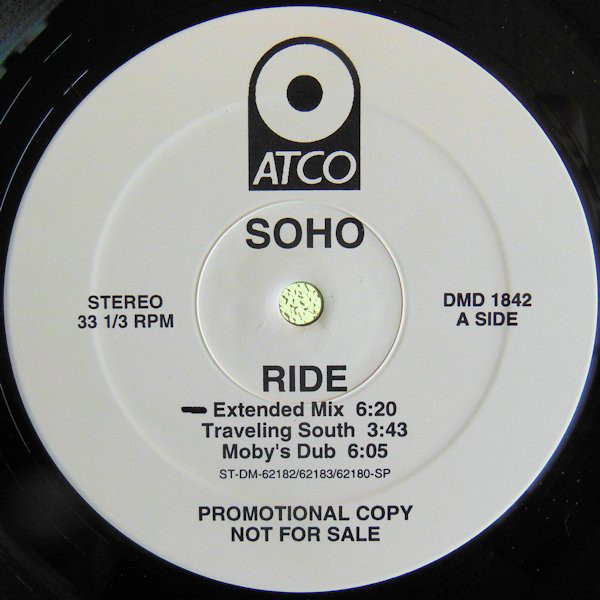 ATCO
SOHO
STEREO
33 1/3 RPM
DMD 1842
A SIDE
RIDE
Extended Mix 6:20
Traveling South 3:43
Moby's Dub 6:05
ST-DM-62182/62183/62180-SP
PROMOTIONAL COPY
NOT FOR SALE